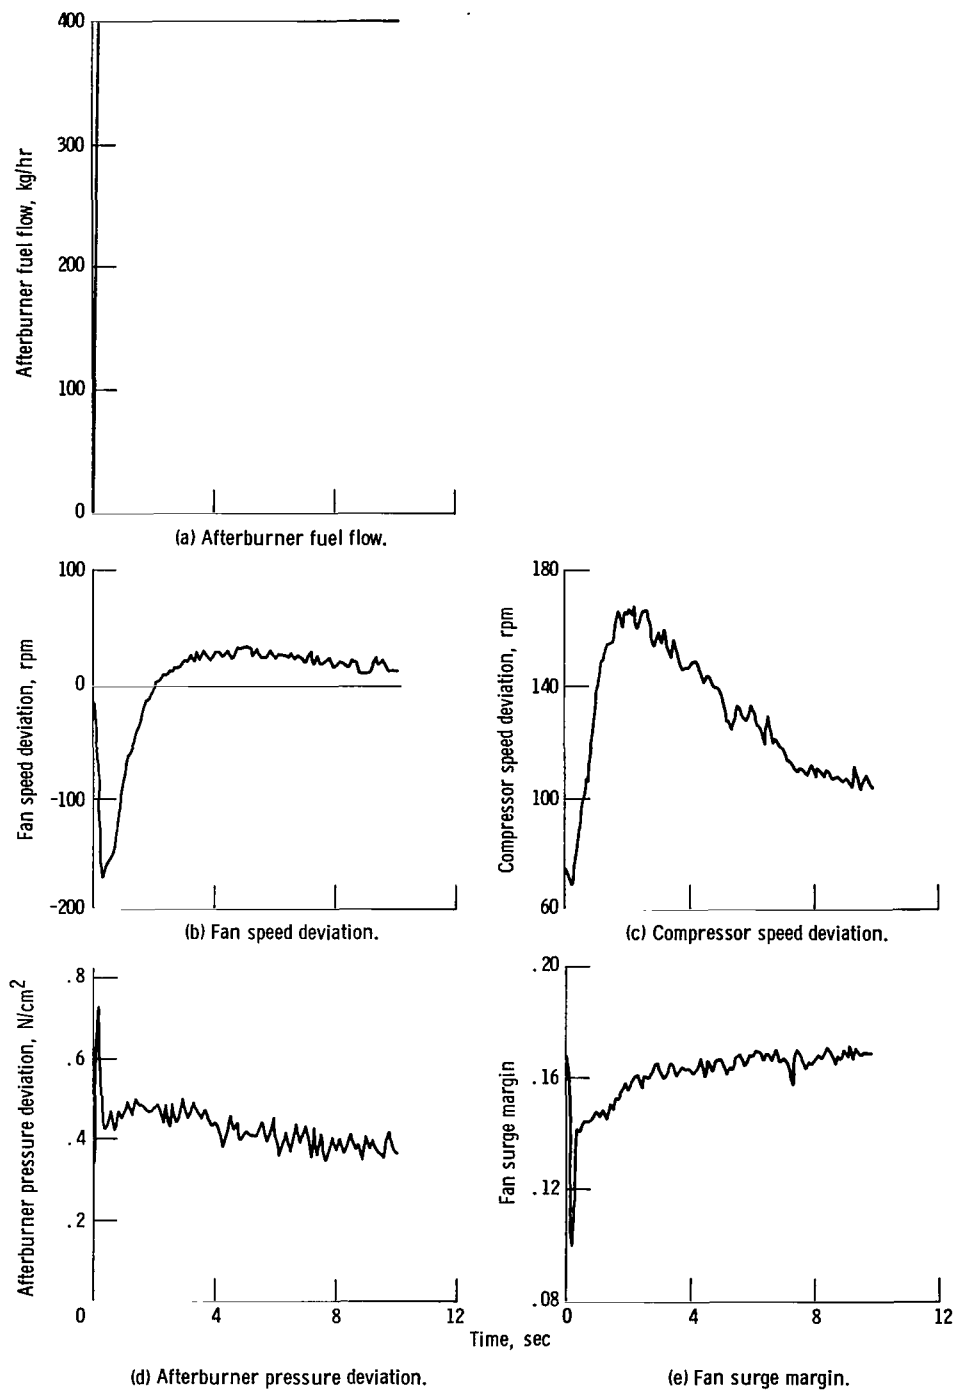 400
300
200
100
0
Afterburner fuel flow, kg/hr
(a) Afterburner fuel flow.
100
0
-100
-200
Fan speed deviation, rpm
(b) Fan speed deviation.
180
140
100
60
Compressor speed deviation, rpm
(c) Compressor speed deviation.
.8
.6
.4
.2
0 4 8 12
Afterburner pressure deviation, N/cm²
.20
.16
.12
.08
0 4 8 12
Fan surge margin
Time, sec
(d) Afterburner pressure deviation.
(e) Fan surge margin.